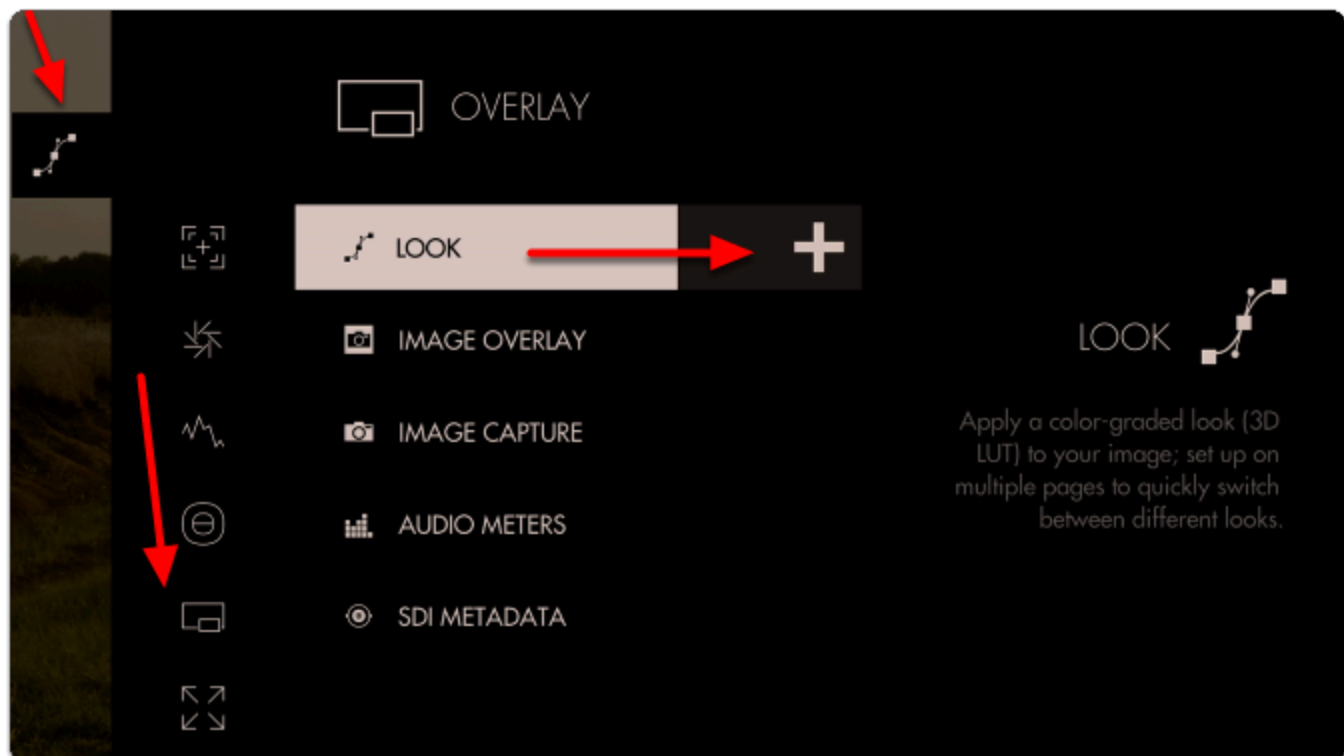 OVERLAY
LOOK
IMAGE OVERLAY
IMAGE CAPTURE
AUDIO METERS
SDI METADATA
LOOK
Apply a color-graded look (3D
LUT) to your image; set up on
multiple pages to quickly switch
between different looks.